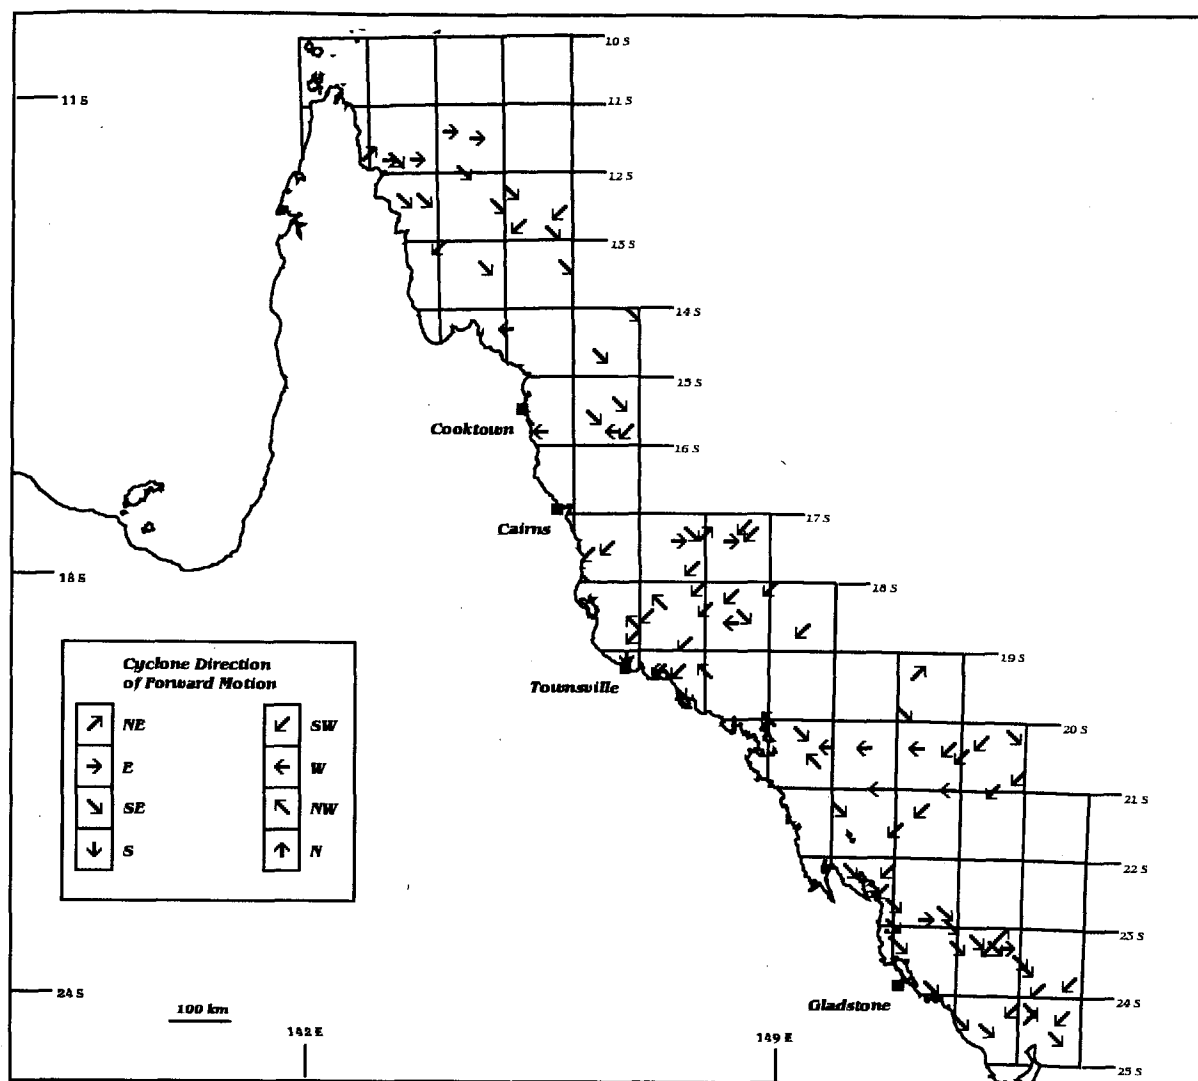 10 S
11 S
11 S
12 S
13 S
14 S
15 S
Cooktown
16 S
Cairns
17 S
18 S
18 S
Cyclone Direction
of Forward Motion
NE
SW
E
W
SE
NW
S
N
19 S
Townsville
20 S
21 S
22 S
23 S
24 S
100 km
Gladstone
24 S
142 E
149 E
25 S